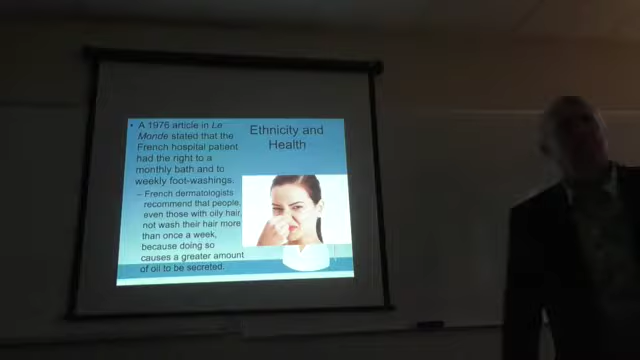 Ethnicity and
Health
• A 1976 article in Le
Monde stated that the
French hospital patient
had the right to a
monthly bath and to
weekly foot-washings.
– French dermatologists
recommend that people,
even those with oily hair,
not wash their hair more
than once a week,
because doing so
causes a greater amount
of oil to be secreted.